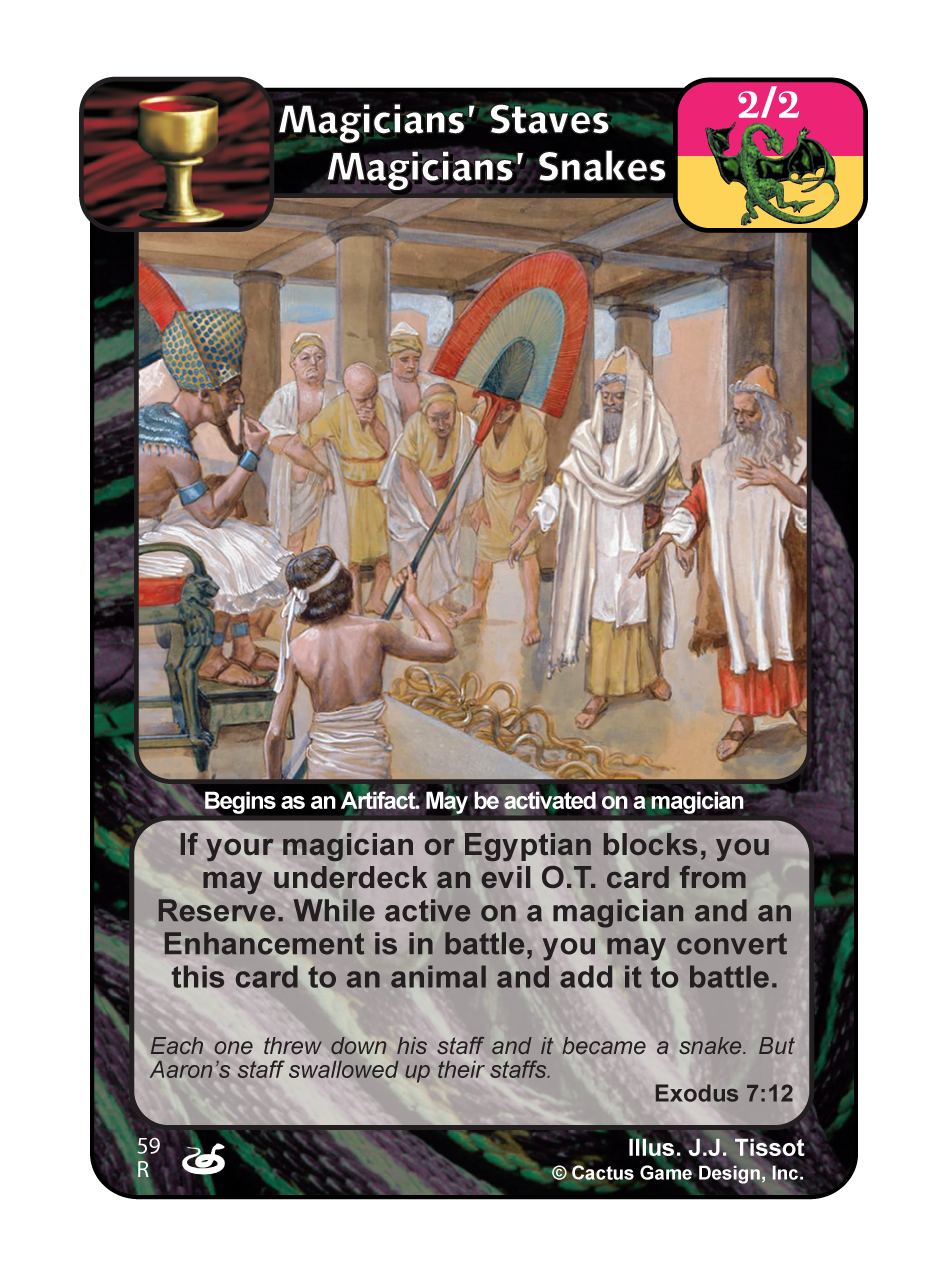 Magicians' Staves
Magicians' Snakes
2/2
Begins as an Artifact. May be activated on a magician
If your magician or Egyptian blocks, you
may underdeck an evil O.T. card from
Reserve. While active on a magician and an
Enhancement is in battle, you may convert
this card to an animal and add it to battle.
Each one threw down his staff and it became a snake. But
Aaron's staff swallowed up their staffs.
Exodus 7:12
59
R
Illus. J.J. Tissot
© Cactus Game Design, Inc.